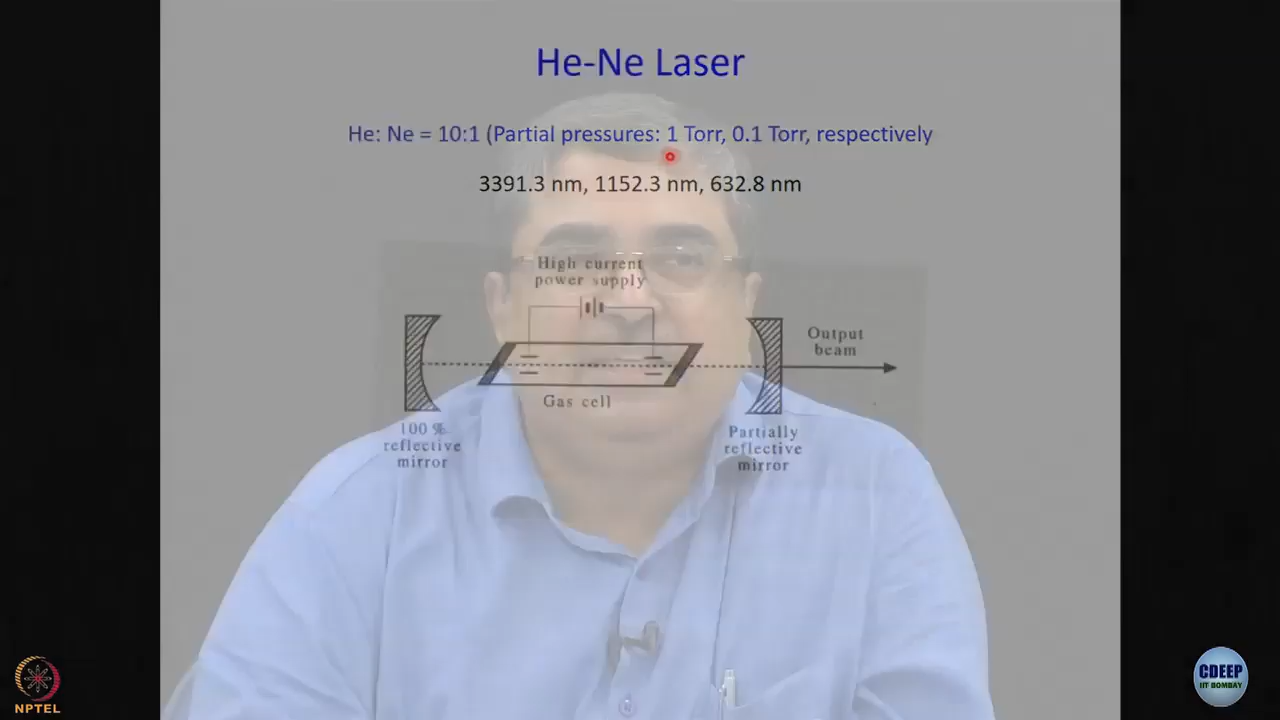 He-Ne Laser
He: Ne = 10:1 (Partial pressures: 1 Torr, 0.1 Torr, respectively
3391.3 nm, 1152.3 nm, 632.8 nm
High current
power supply
Output
beam
Gas cell
100 %
reflective
mirror
Partially
reflective
mirror
NPTEL
CDEEP
IIT BOMBAY